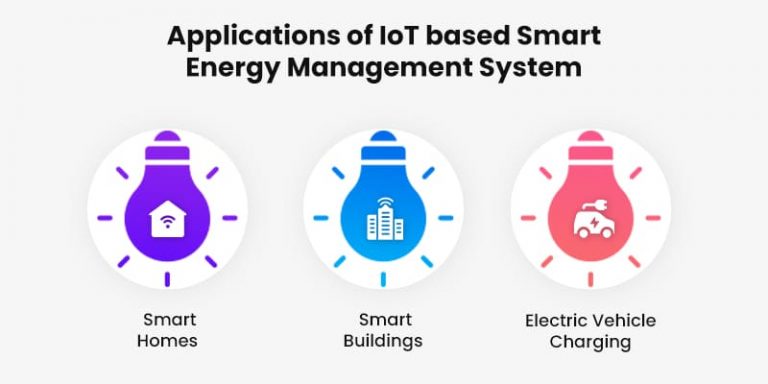 Applications of IoT based Smart
Energy Management System
Smart
Homes
Smart
Buildings
Electric Vehicle
Charging